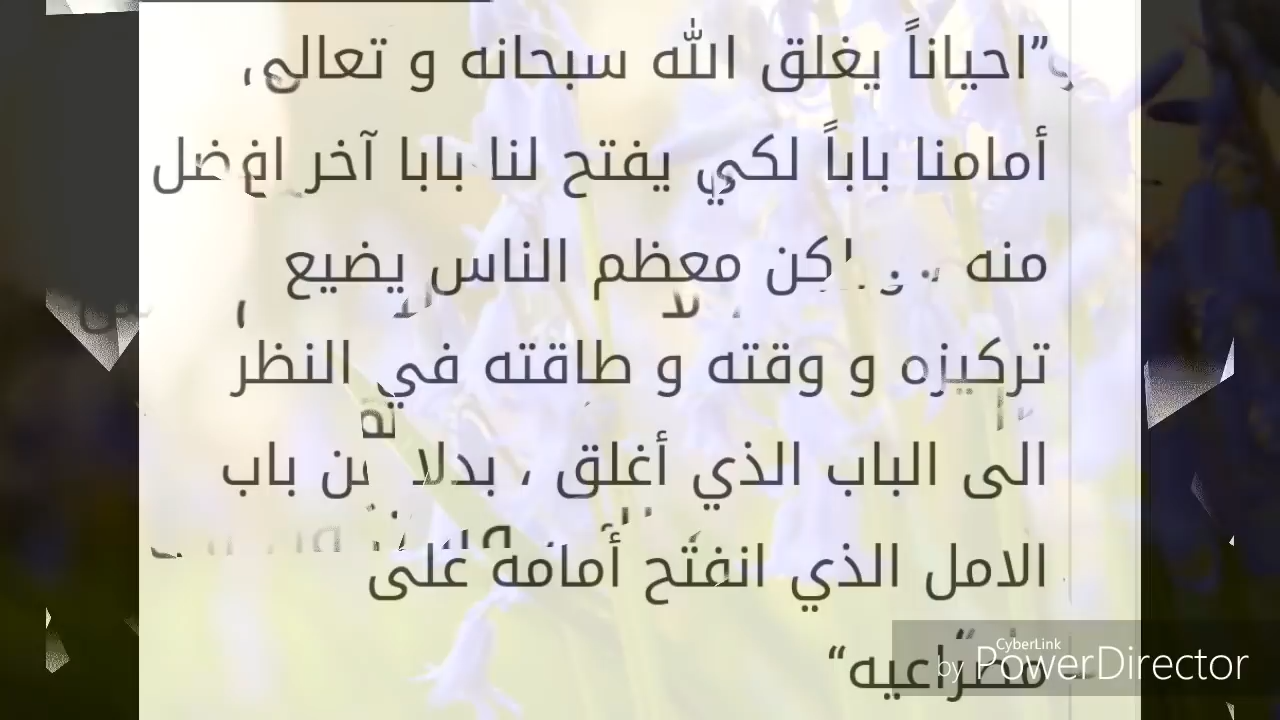 ”احياناً يغلق الله سبحانه و تعالى،
أمامنا باباً لكي يفتح لنا بابا آخر افضل
منه ، و لكن معظم الناس يضيع
تركيزه و وقته و طاقته في النظر
الى الباب الذي أغلق ، بدلا من باب
الامل الذي انفتح أمامه على
مصراعيه“
CyberLink
by PowerDirector